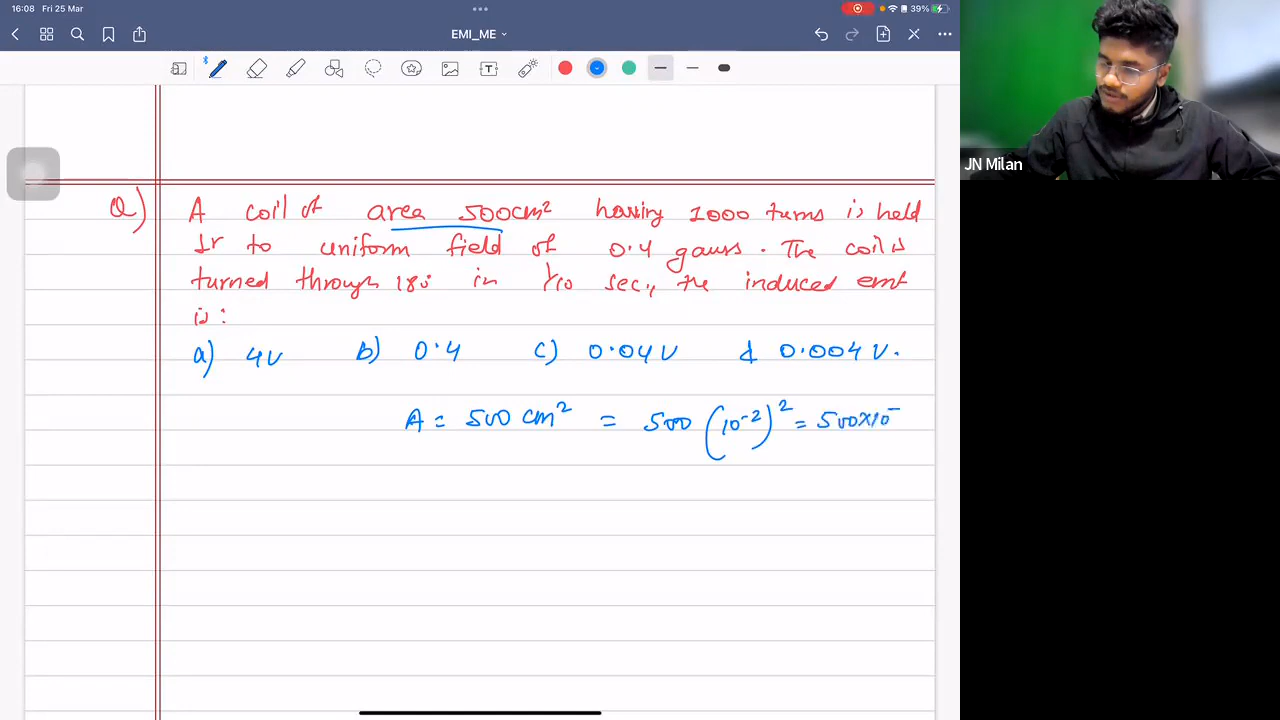 16:08 Fri 25 Mar
39%
EMI_ME
JN Milan
Q) A coil of area 500cm² having 1000 turns is held
⊥r to uniform field of 0.4 gauss. The coil is
turned through 180 in 1/10 sec., the induced emf
is:
a) 4V b) 0.4 c) 0.04V d 0.004 V.
A = 500 cm² = 500 (10⁻²)² = 500×10⁻